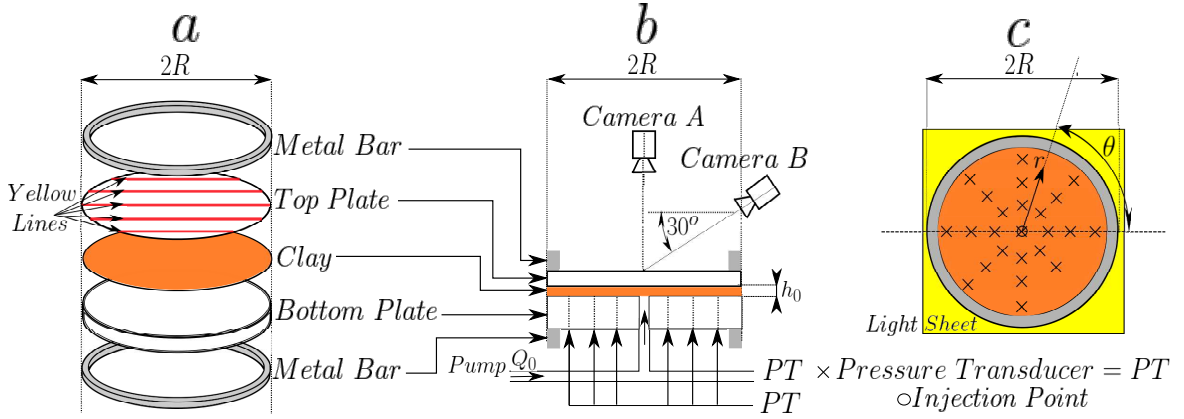 a
2R
Metal Bar
Yellow
Lines
Top Plate
Clay
Bottom Plate
Metal Bar
b
2R
Camera A
Camera B
30º
h₀
Pump Q₀
PT
PT
c
2R
θ
r
Light Sheet
× Pressure Transducer = PT
○Injection Point